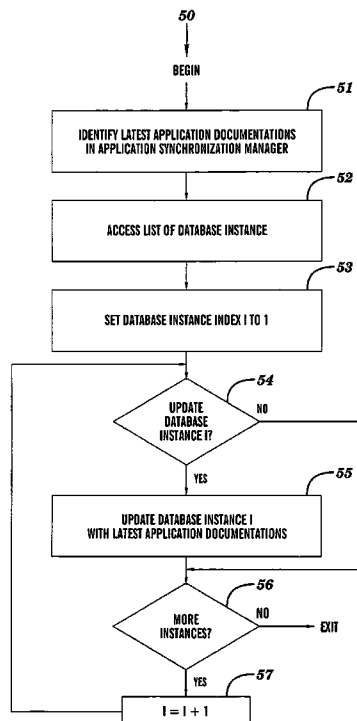 50
BEGIN
51
IDENTIFY LATEST APPLICATION DOCUMENTATIONS
IN APPLICATION SYNCHRONIZATION MANAGER
52
ACCESS LIST OF DATABASE INSTANCE
53
SET DATABASE INSTANCE INDEX I TO 1
54
UPDATE
DATABASE
INSTANCE I?
NO
YES
55
UPDATE DATABASE INSTANCE I
WITH LATEST APPLICATION DOCUMENTATIONS
56
MORE
INSTANCES?
NO
EXIT
YES
57
I = I + 1